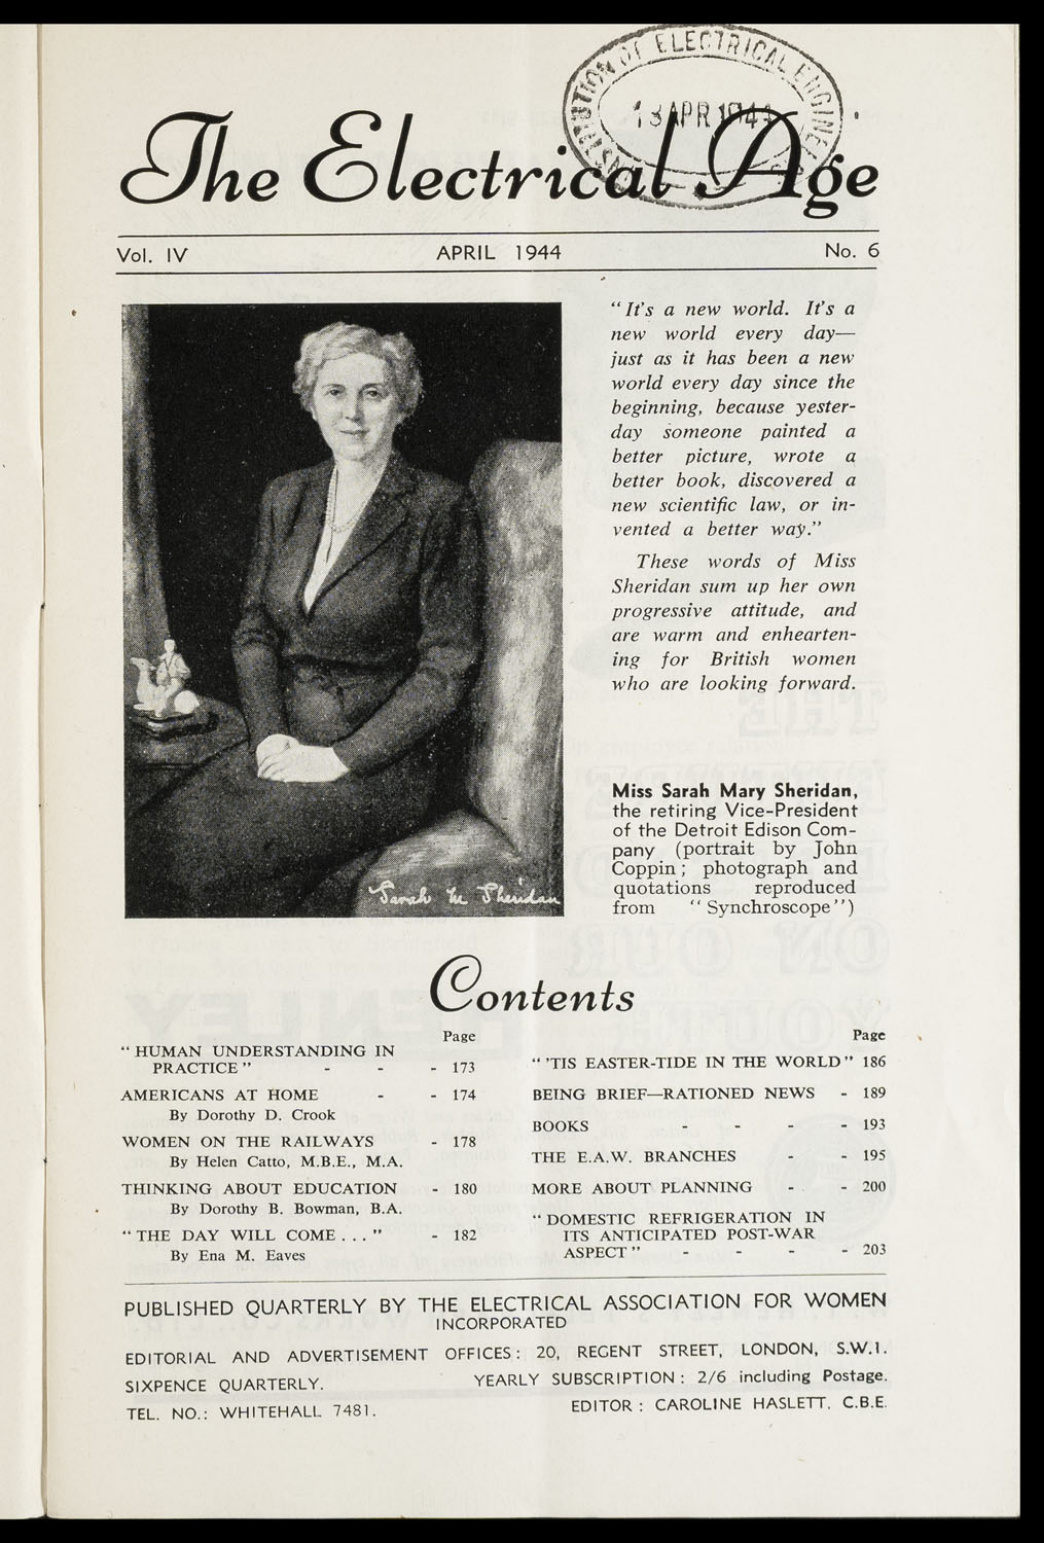 INSTITUTION OF ELECTRICAL ENGINEERS
13 APR 1944
The Electrical Age
Vol. IV APRIL 1944 No. 6
“It's a new world. It's a
new world every day—
just as it has been a new
world every day since the
beginning, because yester-
day someone painted a
better picture, wrote a
better book, discovered a
new scientific law, or in-
vented a better way.”
These words of Miss
Sheridan sum up her own
progressive attitude, and
are warm and enhearten-
ing for British women
who are looking forward.
Miss Sarah Mary Sheridan,
the retiring Vice-President
of the Detroit Edison Com-
pany (portrait by John
Coppin; photograph and
quotations reproduced
from “Synchroscope”)
Sarah M Sheridan
Contents
Page
“HUMAN UNDERSTANDING IN
PRACTICE” - - - 173
AMERICANS AT HOME - - 174
By Dorothy D. Crook
WOMEN ON THE RAILWAYS - 178
By Helen Catto, M.B.E., M.A.
THINKING ABOUT EDUCATION - 180
By Dorothy B. Bowman, B.A.
“THE DAY WILL COME . . .” - 182
By Ena M. Eaves
Page
“'TIS EASTER-TIDE IN THE WORLD” 186
BEING BRIEF—RATIONED NEWS - 189
BOOKS - - - - 193
THE E.A.W. BRANCHES - - 195
MORE ABOUT PLANNING - - 200
“DOMESTIC REFRIGERATION IN
ITS ANTICIPATED POST-WAR
ASPECT” - - - - 203
PUBLISHED QUARTERLY BY THE ELECTRICAL ASSOCIATION FOR WOMEN
INCORPORATED
EDITORIAL AND ADVERTISEMENT OFFICES: 20, REGENT STREET, LONDON, S.W.1.
SIXPENCE QUARTERLY. YEARLY SUBSCRIPTION: 2/6 including Postage.
TEL. NO.: WHITEHALL 7481. EDITOR: CAROLINE HASLETT. C.B.E.